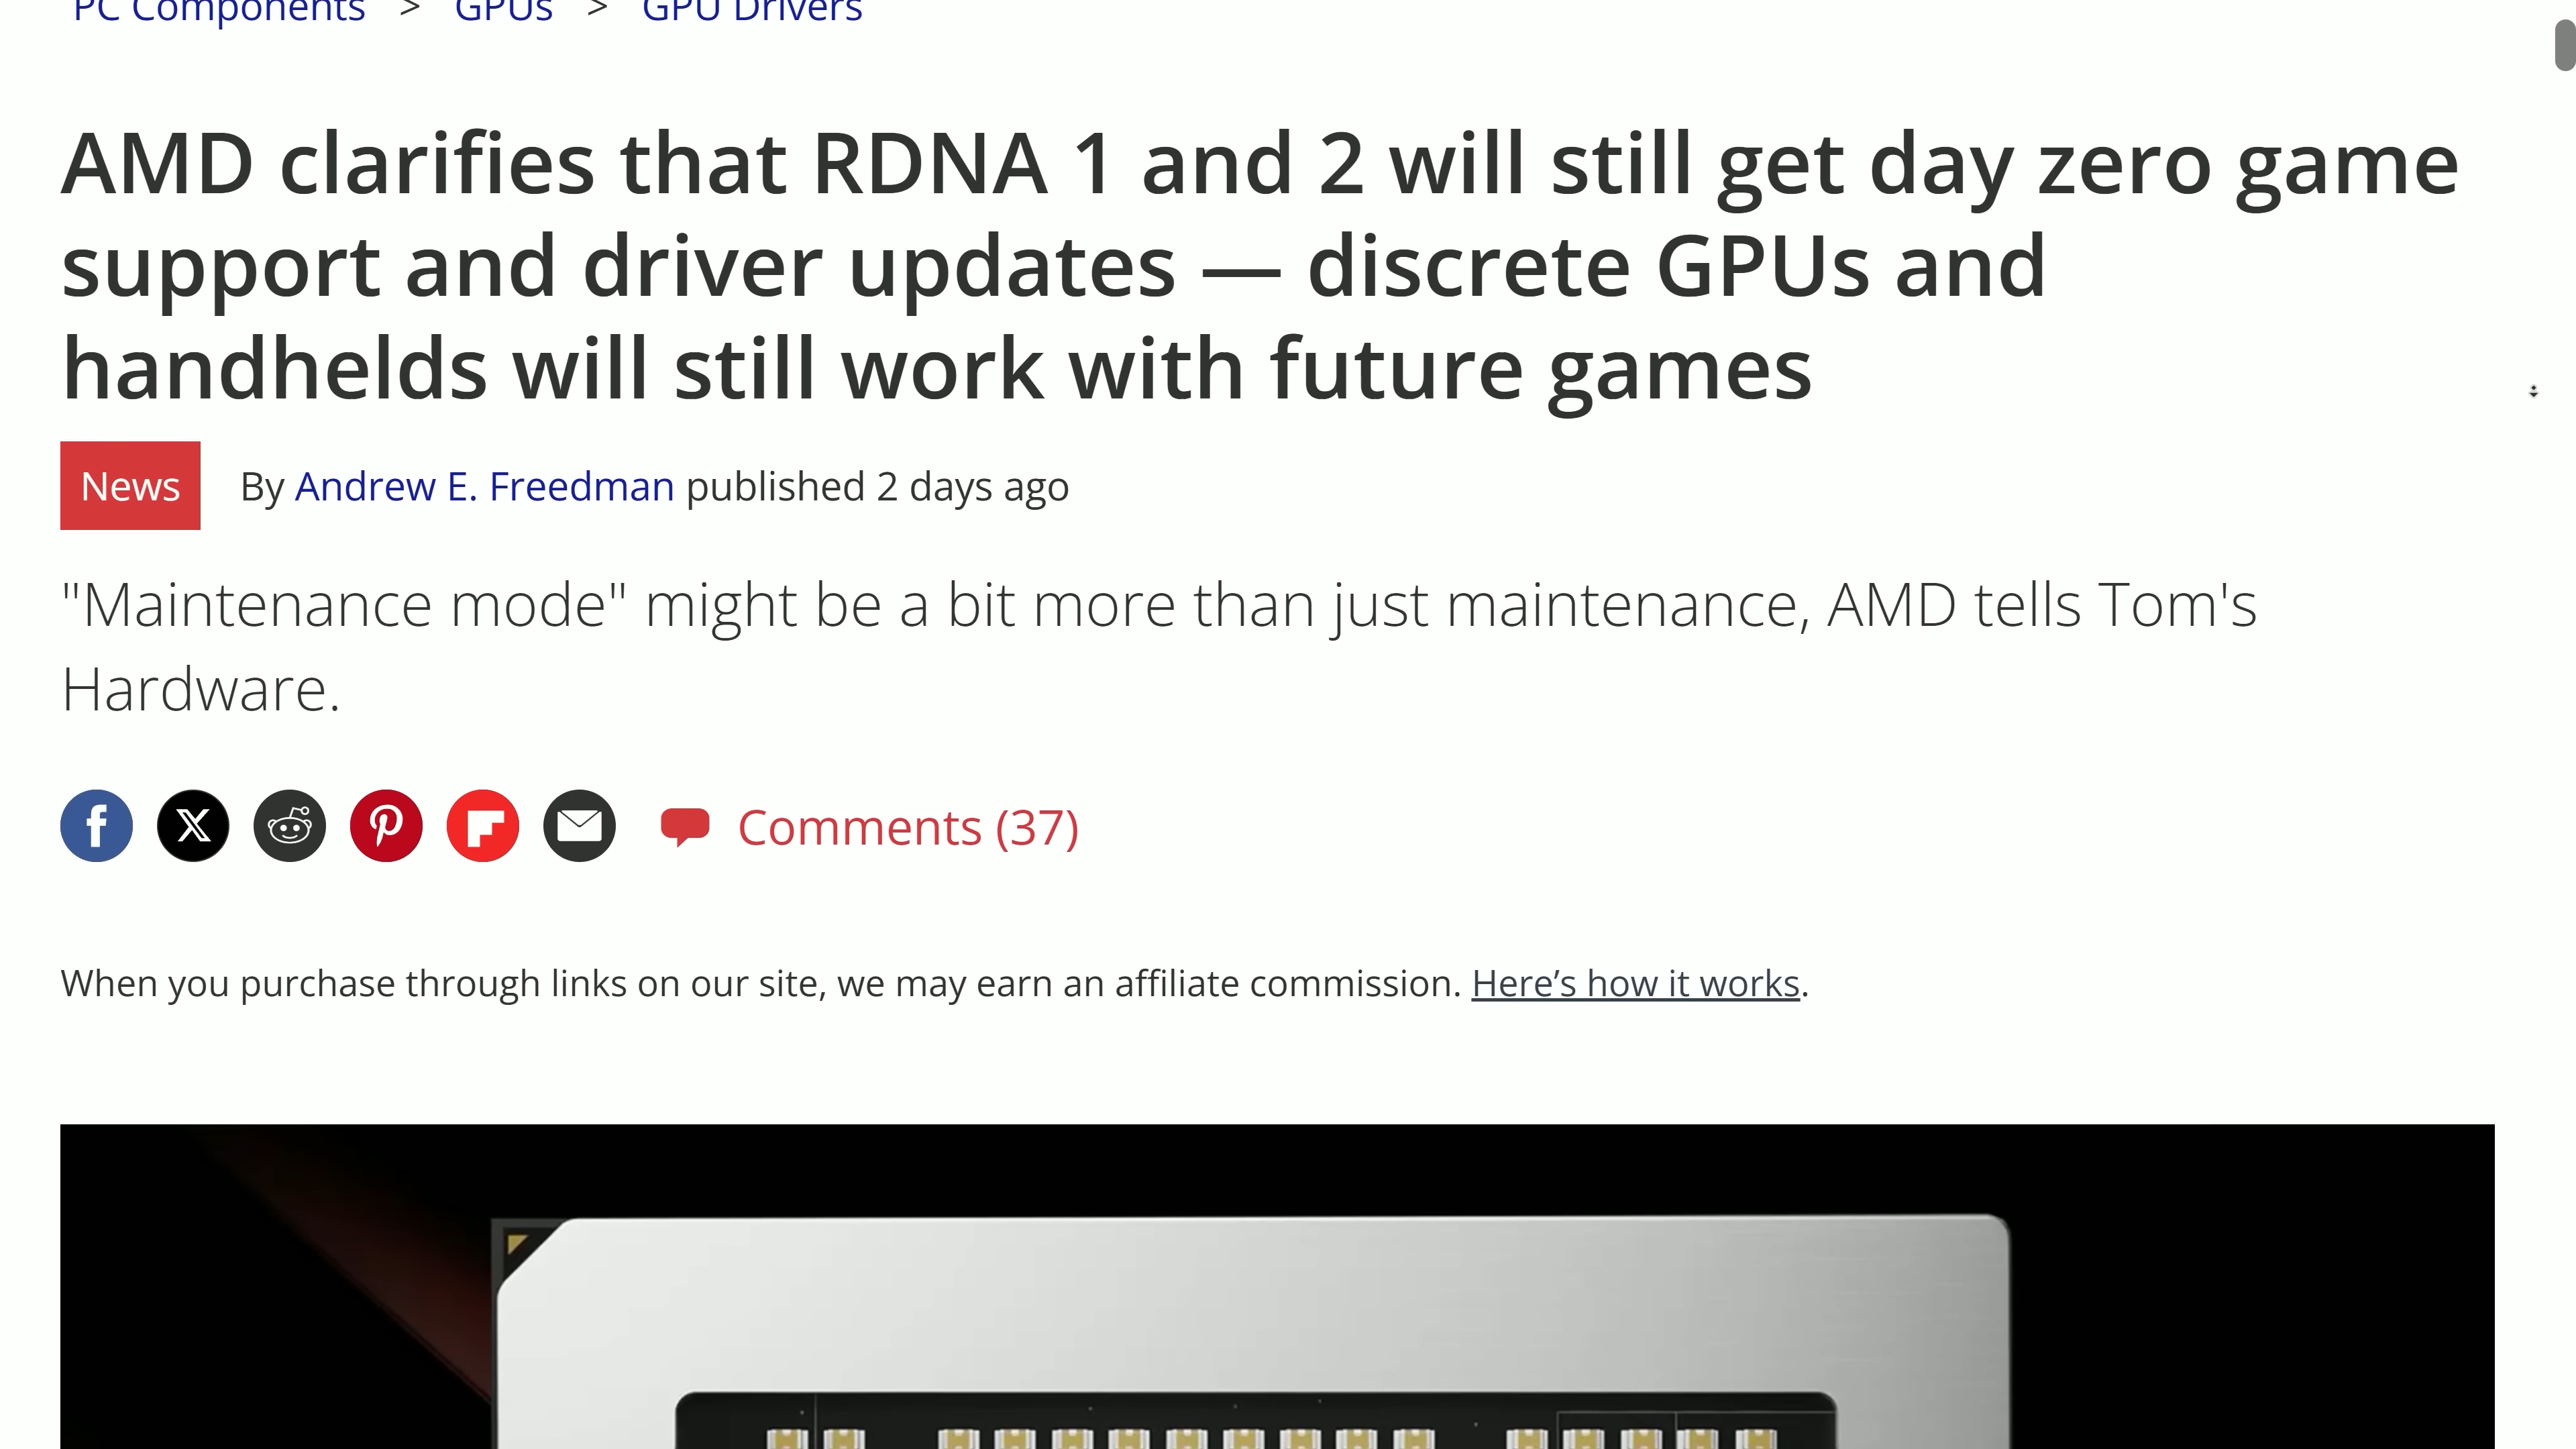 PC Components > GPUs > GPU Drivers
AMD clarifies that RDNA 1 and 2 will still get day zero game
support and driver updates — discrete GPUs and
handhelds will still work with future games
News By Andrew E. Freedman published 2 days ago
"Maintenance mode" might be a bit more than just maintenance, AMD tells Tom's
Hardware.
Comments (37)
When you purchase through links on our site, we may earn an affiliate commission. Here’s how it works.